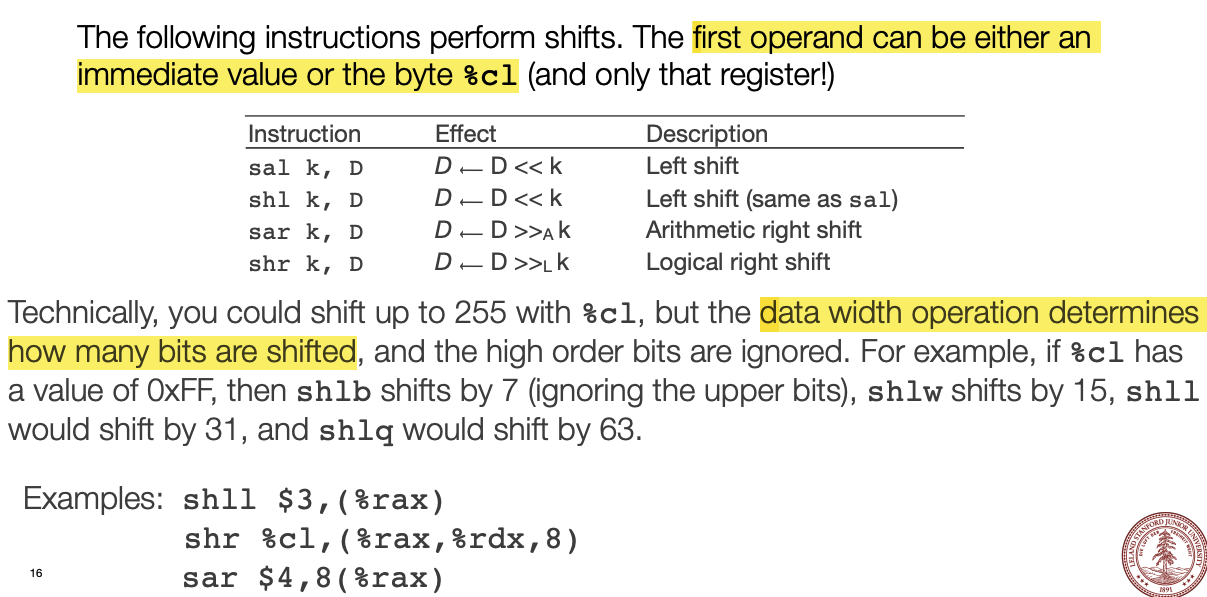 The following instructions perform shifts. The first operand can be either an
immediate value or the byte %cl (and only that register!)
Instruction Effect Description
sal k, D D ← D << k Left shift
shl k, D D ← D << k Left shift (same as sal)
sar k, D D ← D >>A k Arithmetic right shift
shr k, D D ← D >>L k Logical right shift
Technically, you could shift up to 255 with %cl, but the data width operation determines
how many bits are shifted, and the high order bits are ignored. For example, if %cl has
a value of 0xFF, then shlb shifts by 7 (ignoring the upper bits), shlw shifts by 15, shll
would shift by 31, and shlq would shift by 63.
Examples: shll $3,(%rax)
shr %cl,(%rax,%rdx,8)
sar $4,8(%rax)
16
LELAND STANFORD JUNIOR UNIVERSITY
1891